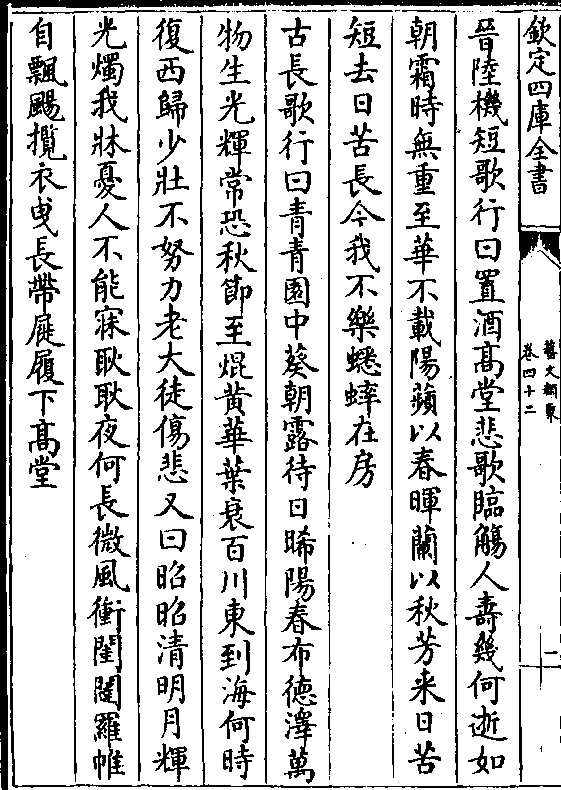 欽定四庫全書
藝文類聚
卷四十二
二
晉陸機短歌行曰置酒髙堂悲歌臨觴人壽幾何逝如
朝霜時無重至華不載陽蘋以春暉蘭以秋芳来日苦
短去日苦長今我不樂蟋蟀在房
古長歌行曰青青園中葵朝露待日晞陽春布徳澤萬
物生光輝常恐秋節至焜黄華葉衰百川東到海何時
復西歸少壯不努力老大徒傷悲又曰昭昭清明月輝
光燭我牀憂人不能寐耿耿夜何長微風衝閨闥羅帷
自飄颺攬衣曵長帶屣履下髙堂